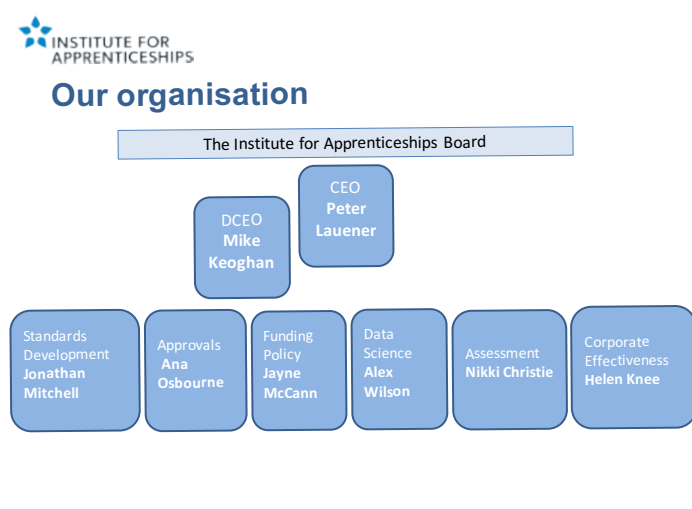 INSTITUTE FOR
APPRENTICESHIPS
Our organisation
The Institute for Apprenticeships Board
CEO
Peter
Lauener
DCEO
Mike
Keoghan
Standards
Development
Jonathan
Mitchell
Approvals
Ana
Osbourne
Funding
Policy
Jayne
McCann
Data
Science
Alex
Wilson
Assessment
Nikki Christie
Corporate
Effectiveness
Helen Knee